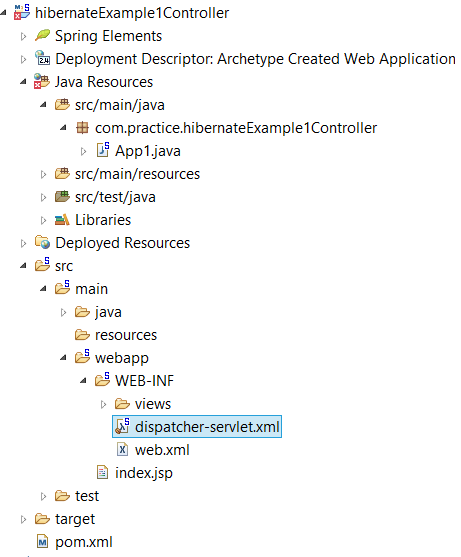 hibernateExample1Controller
Spring Elements
Deployment Descriptor: Archetype Created Web Application
Java Resources
src/main/java
com.practice.hibernateExample1Controller
App1.java
src/main/resources
src/test/java
Libraries
Deployed Resources
src
main
java
resources
webapp
WEB-INF
views
dispatcher-servlet.xml
web.xml
index.jsp
test
target
pom.xml